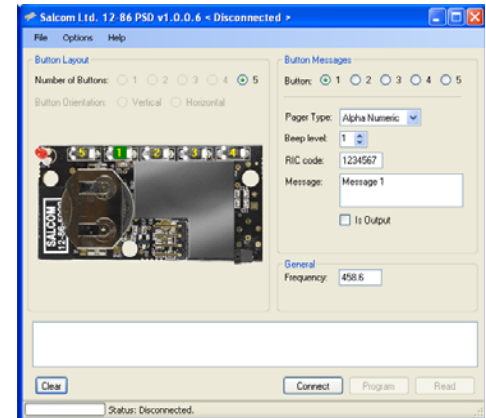 Salcom Ltd. 12-86 PSD v1.0.0.6 < Disconnected >
File Options Help
Button Layout
Number of Buttons: 1 2 3 4 5
Button Orientation: Vertical Horizontal
5 1 2 3 4
SALCOM
12-86-5000
Button Messages
Button: 1 2 3 4 5
Pager Type: Alpha Numeric
Beep level: 1
RIC code: 1234567
Message: Message 1
Is Output
General
Frequency: 458.6
Clear Connect Program Read
Status: Disconnected.